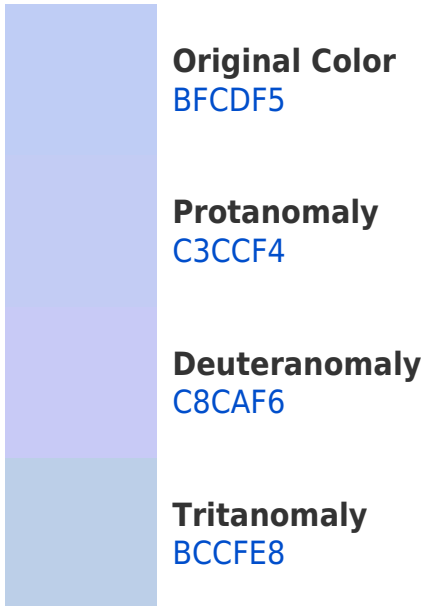 Original Color
BFCDF5
Protanomaly
C3CCF4
Deuteranomaly
C8CAF6
Tritanomaly
BCCFE8